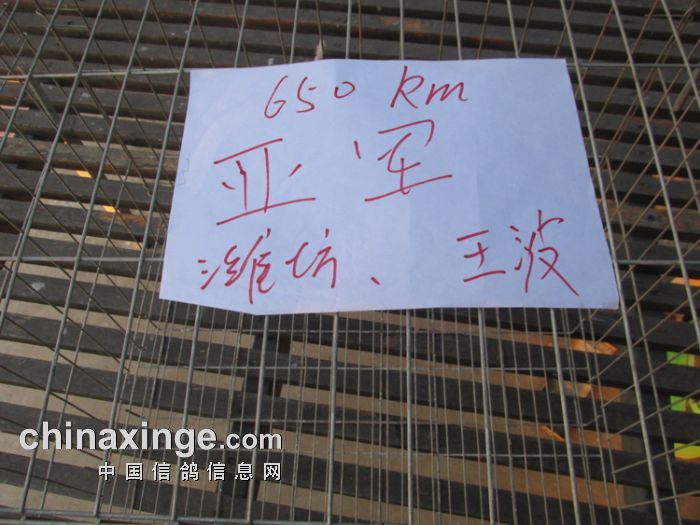 650 km
亚军
潍坊、 王波
chinaxinge.com
中国信鸽信息网